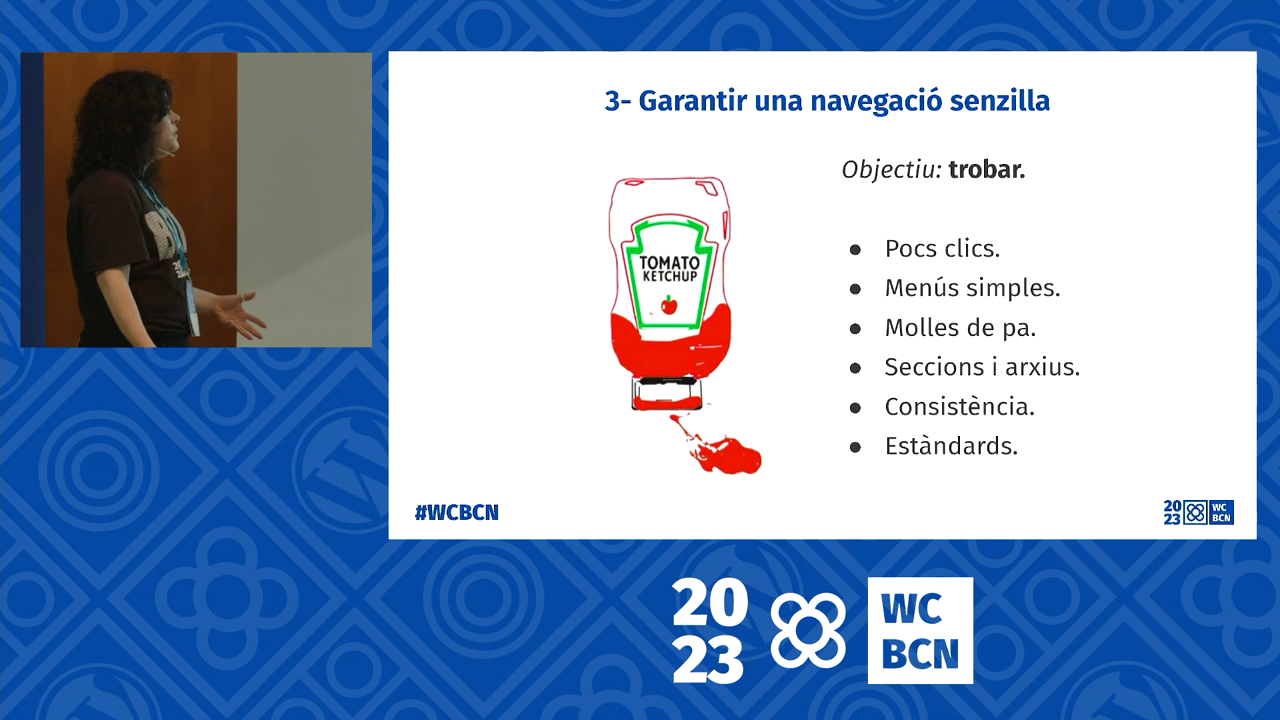 3- Garantir una navegació senzilla
Objectiu: trobar.
TOMATO
KETCHUP
● Pocs clics.
● Menús simples.
● Molles de pa.
● Seccions i arxius.
● Consistència.
● Estàndards.
#WCBCN
20
23
WC
BCN
20
23
WC
BCN